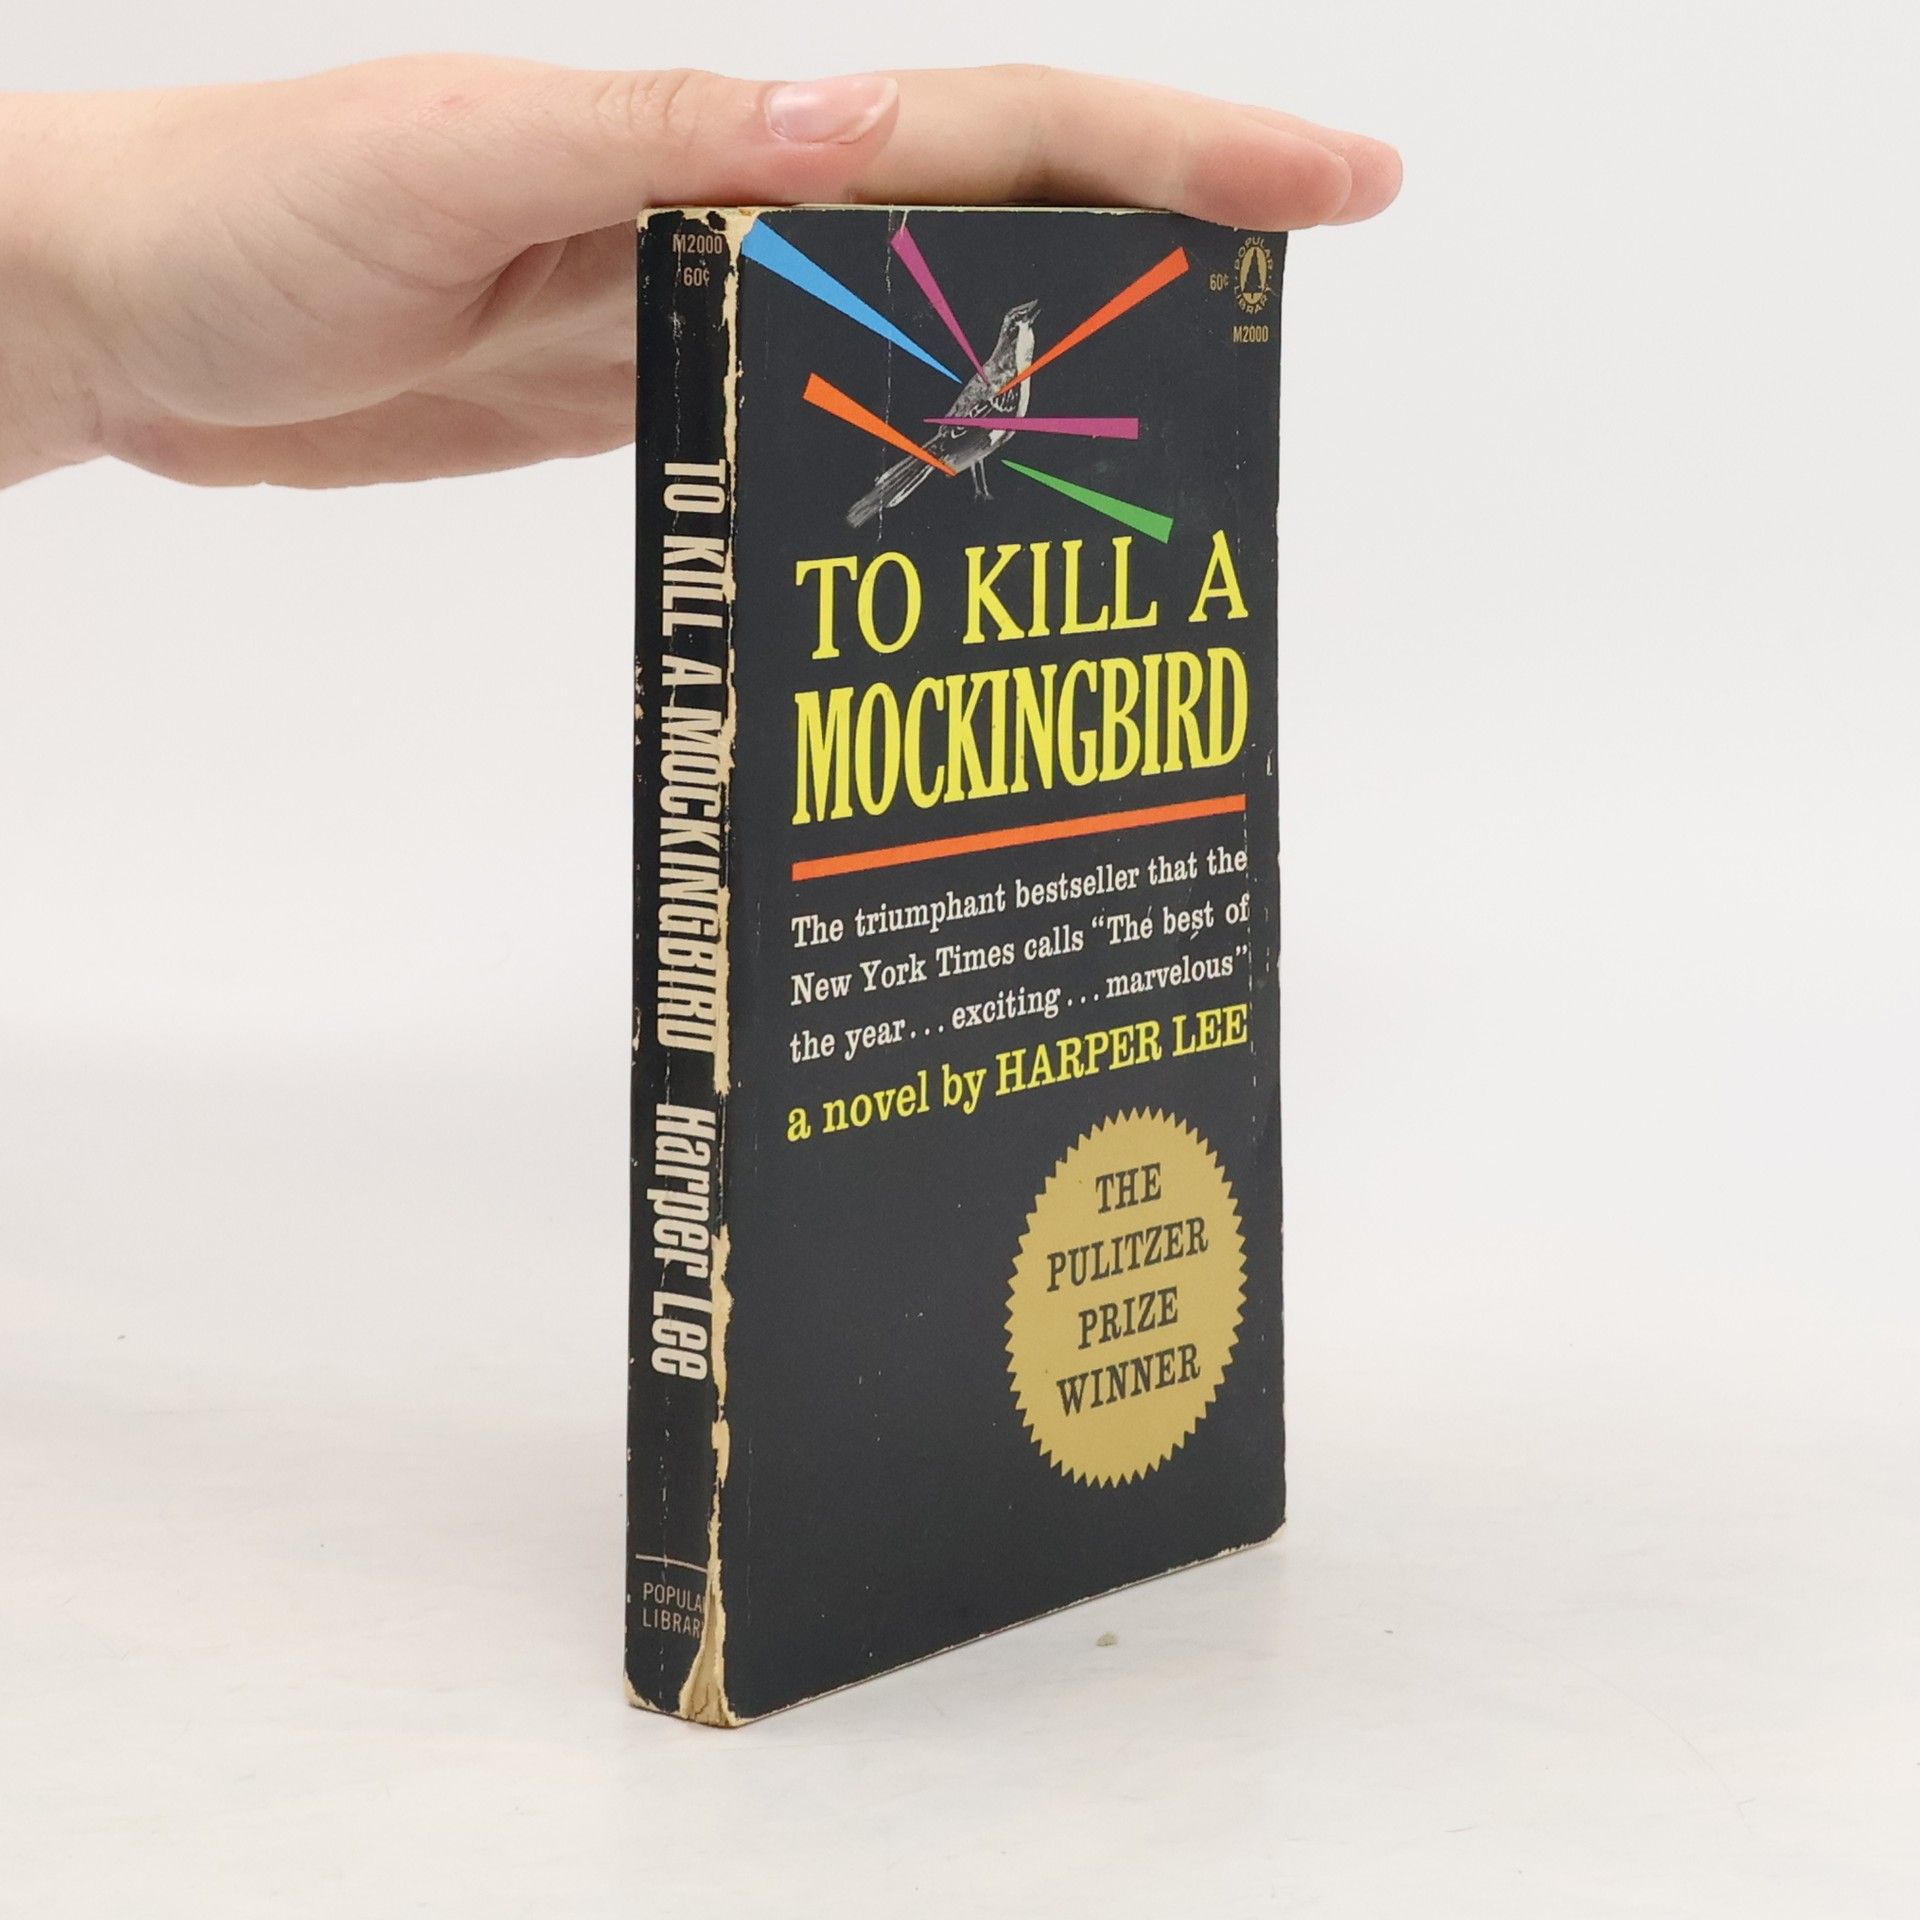 M2000
60¢
TO KILL A MOCKINGBIRD Harper Lee
POPULAR
LIBRARY
60¢
POPULAR LIBRARY
M2000
TO KILL A
MOCKINGBIRD
The triumphant bestseller that the
New York Times calls “The best of
the year...exciting...marvelous”
a novel by HARPER LEE
THE
PULITZER
PRIZE
WINNER